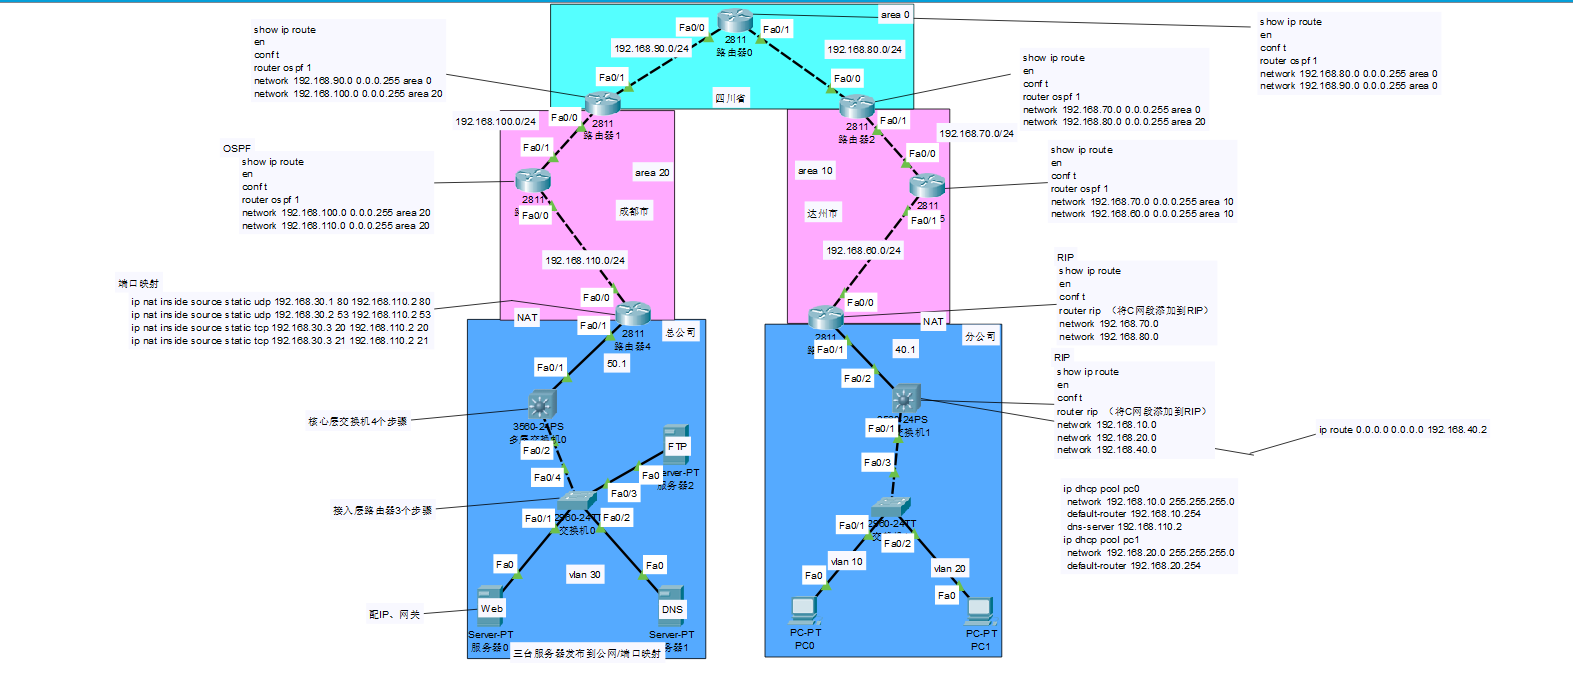 show ip route
en
conf t
router ospf 1
network 192.168.90.0 0.0.0.255 area 0
network 192.168.100.0 0.0.0.255 area 20
Fa0/0
2811
路由器0
Fa0/1
area 0
192.168.90.0/24
192.168.80.0/24
Fa0/1
Fa0/0
四川省
show ip route
en
conf t
router ospf 1
network 192.168.80.0 0.0.0.255 area 0
network 192.168.90.0 0.0.0.255 area 0
show ip route
en
conf t
router ospf 1
network 192.168.70.0 0.0.0.255 area 0
network 192.168.80.0 0.0.0.255 area 20
192.168.100.0/24
Fa0/0
2811
路由器1
Fa0/1
area 20
2811
Fa0/0
成都市
192.168.110.0/24
Fa0/0
2811
路由器2
Fa0/1
192.168.70.0/24
Fa0/0
area 10
2811
Fa0/1
5
达州市
192.168.60.0/24
Fa0/0
OSPF
show ip route
en
conf t
router ospf 1
network 192.168.100.0 0.0.0.255 area 20
network 192.168.110.0 0.0.0.255 area 20
show ip route
en
conf t
router ospf 1
network 192.168.70.0 0.0.0.255 area 10
network 192.168.60.0 0.0.0.255 area 10
端口映射
ip nat inside source static udp 192.168.30.1 80 192.168.110.2 80
ip nat inside source static udp 192.168.30.2 53 192.168.110.2 53
ip nat inside source static tcp 192.168.30.3 20 192.168.110.2 20
ip nat inside source static tcp 192.168.30.3 21 192.168.110.2 21
NAT
Fa0/1
2811
路由器4
总公司
50.1
Fa0/1
3560-24PS
多层交换机0
Fa0/2
核心层交换机4个步骤
FTP
Server-PT
服务器2
Fa0
Fa0/4
Fa0/3
接入层路由器3个步骤
Fa0/1
2960-24TT
交换机0
Fa0/2
Fa0
vlan 30
Fa0
配IP、网关
Web
Server-PT
服务器0
DNS
Server-PT
服务器1
三台服务器发布到公网/端口映射
NAT
2811
Fa0/1
分公司
40.1
Fa0/2
3560-24PS
交换机1
Fa0/1
Fa0/3
2960-24TT
Fa0/1
Fa0/2
vlan 10
vlan 20
Fa0
Fa0
PC-PT
PC0
PC-PT
PC1
RIP
show ip route
en
conf t
router rip （将C网段添加到RIP）
network 192.168.70.0
network 192.168.80.0
RIP
show ip route
en
conf t
router rip （将C网段添加到RIP）
network 192.168.10.0
network 192.168.20.0
network 192.168.40.0
ip route 0.0.0.0 0.0.0.0 192.168.40.2
ip dhcp pool pc0
network 192.168.10.0 255.255.255.0
default-router 192.168.10.254
dns-server 192.168.110.2
ip dhcp pool pc1
network 192.168.20.0 255.255.255.0
default-router 192.168.20.254